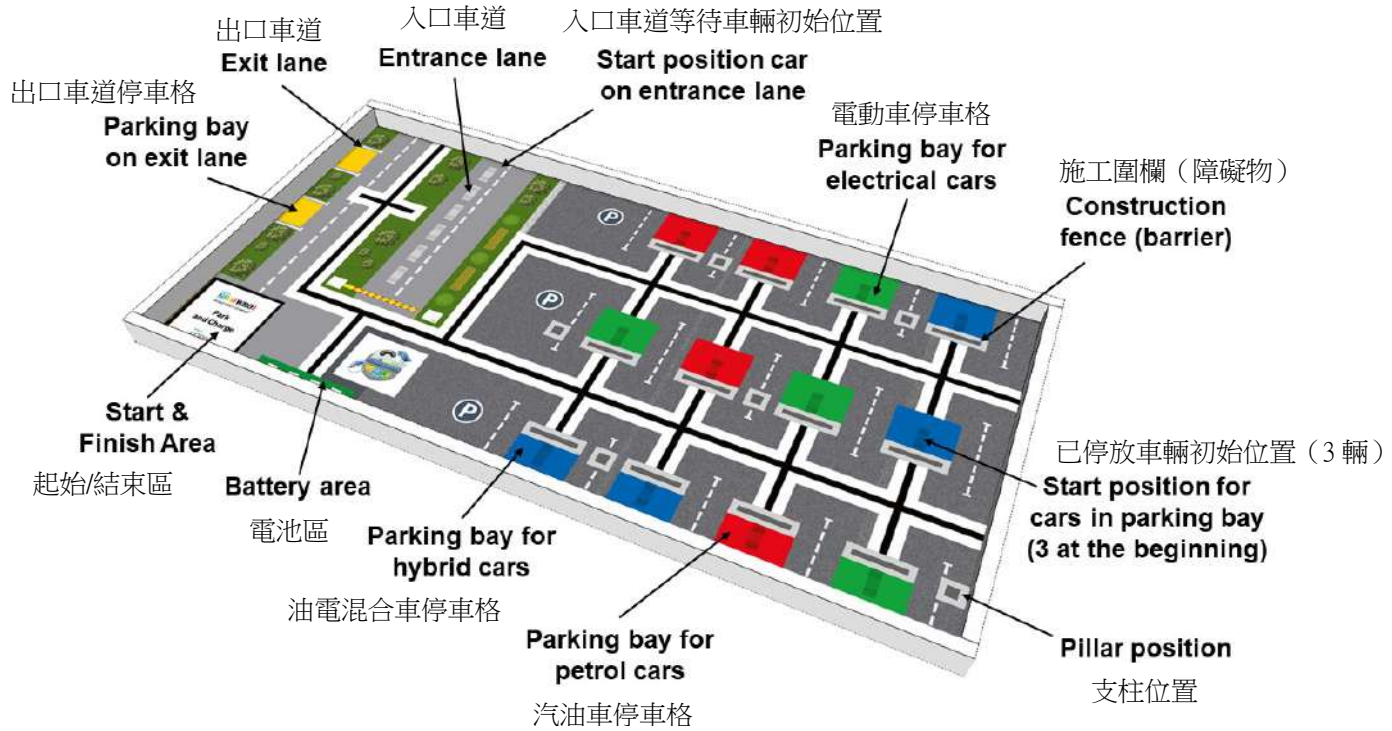 出口車道
Exit lane
入口車道
Entrance lane
入口車道等待車輛初始位置
Start position car
on entrance lane
出口車道停車格
Parking bay
on exit lane
電動車停車格
Parking bay for
electrical cars
施工圍欄（障礙物）
Construction
fence (barrier)
P
P
P
Park
and Charge
Start &
Finish Area
起始/結束區
Battery area
電池區
Parking bay for
hybrid cars
油電混合車停車格
Parking bay for
petrol cars
汽油車停車格
已停放車輛初始位置（3 輛）
Start position for
cars in parking bay
(3 at the beginning)
Pillar position
支柱位置